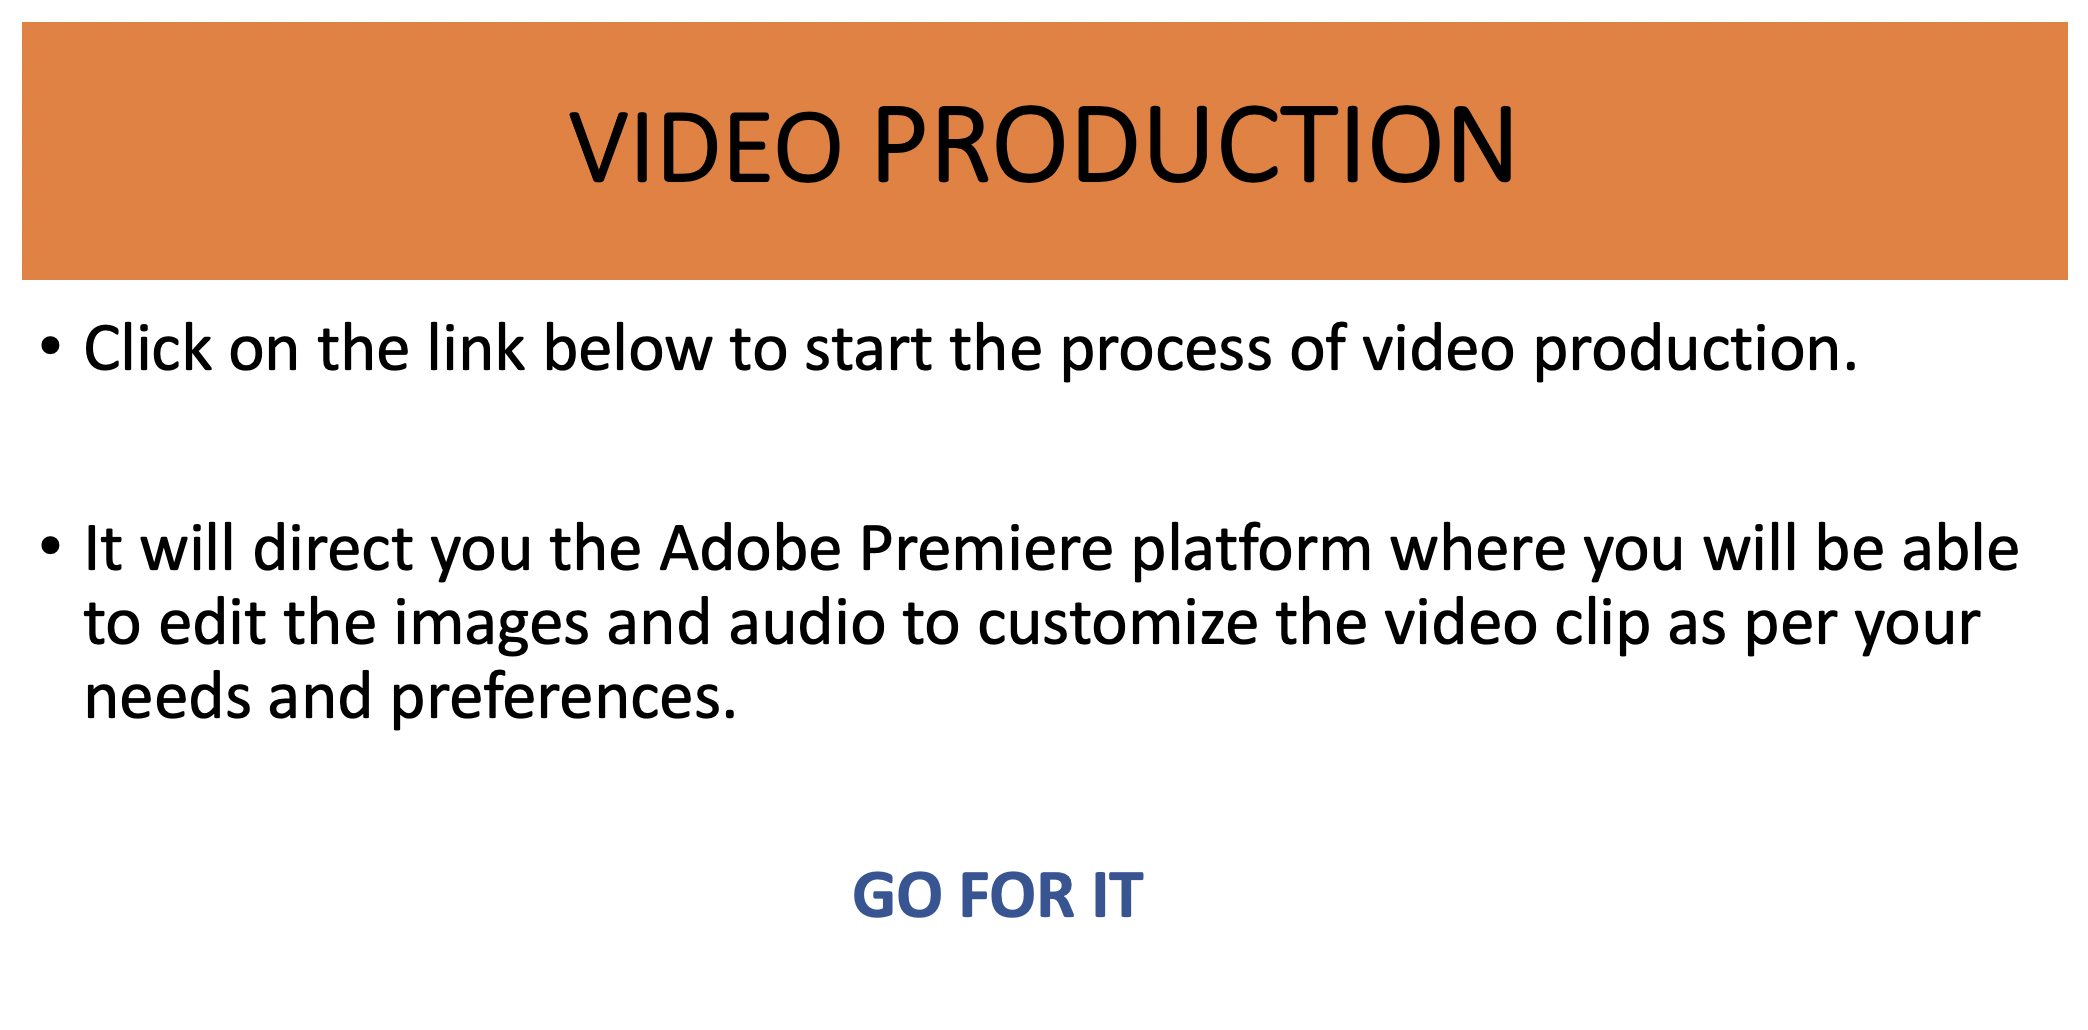 VIDEO PRODUCTION
• Click on the link below to start the process of video production.
• It will direct you the Adobe Premiere platform where you will be able
to edit the images and audio to customize the video clip as per your
needs and preferences.
GO FOR IT